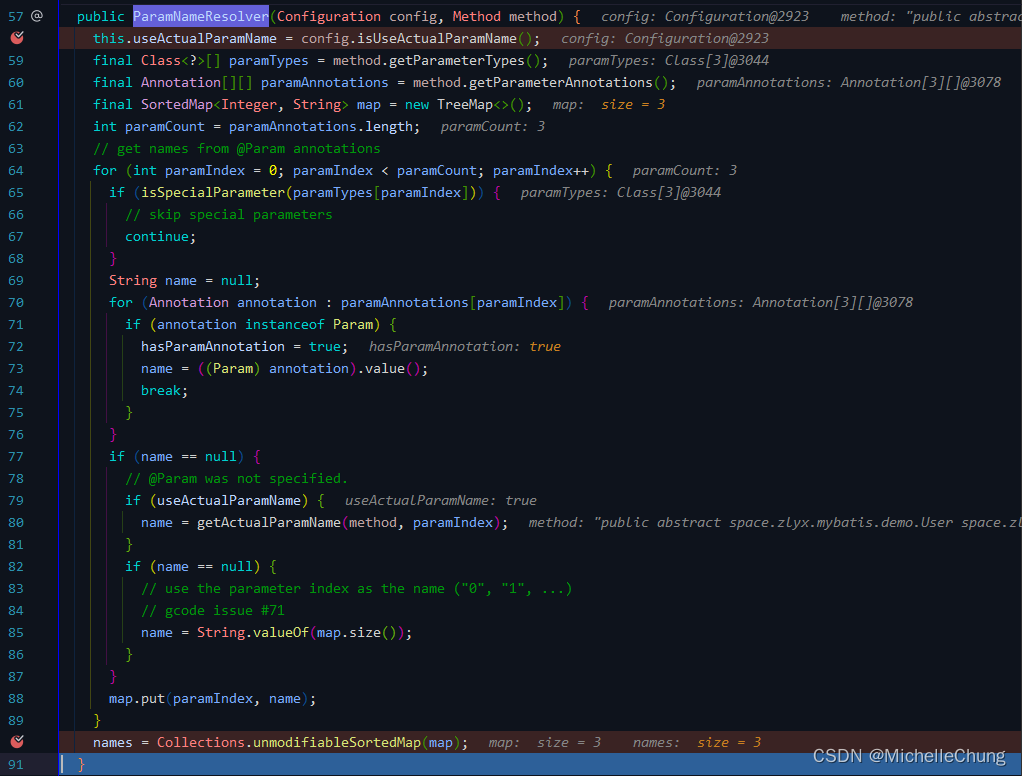 57 @ public ParamNameResolver(Configuration config, Method method) { config: Configuration@2923 method: "public abstrac
this.useActualParamName = config.isUseActualParamName(); config: Configuration@2923
59 final Class<?>[] paramTypes = method.getParameterTypes(); paramTypes: Class[3]@3044
60 final Annotation[][] paramAnnotations = method.getParameterAnnotations(); paramAnnotations: Annotation[3][]@3078
61 final SortedMap<Integer, String> map = new TreeMap<>(); map: size = 3
62 int paramCount = paramAnnotations.length; paramCount: 3
63 // get names from @Param annotations
64 for (int paramIndex = 0; paramIndex < paramCount; paramIndex++) { paramCount: 3
65 if (isSpecialParameter(paramTypes[paramIndex])) { paramTypes: Class[3]@3044
66 // skip special parameters
67 continue;
68 }
69 String name = null;
70 for (Annotation annotation : paramAnnotations[paramIndex]) { paramAnnotations: Annotation[3][]@3078
71 if (annotation instanceof Param) {
72 hasParamAnnotation = true; hasParamAnnotation: true
73 name = ((Param) annotation).value();
74 break;
75 }
76 }
77 if (name == null) {
78 // @Param was not specified.
79 if (useActualParamName) { useActualParamName: true
80 name = getActualParamName(method, paramIndex); method: "public abstract space.zlyx.mybatis.demo.User space.zl
81 }
82 if (name == null) {
83 // use the parameter index as the name ("0", "1", ...)
84 // gcode issue #71
85 name = String.valueOf(map.size());
86 }
87 }
88 map.put(paramIndex, name);
89 }
names = Collections.unmodifiableSortedMap(map); map: size = 3 names: size = 3
91 }
CSDN @MichelleChung